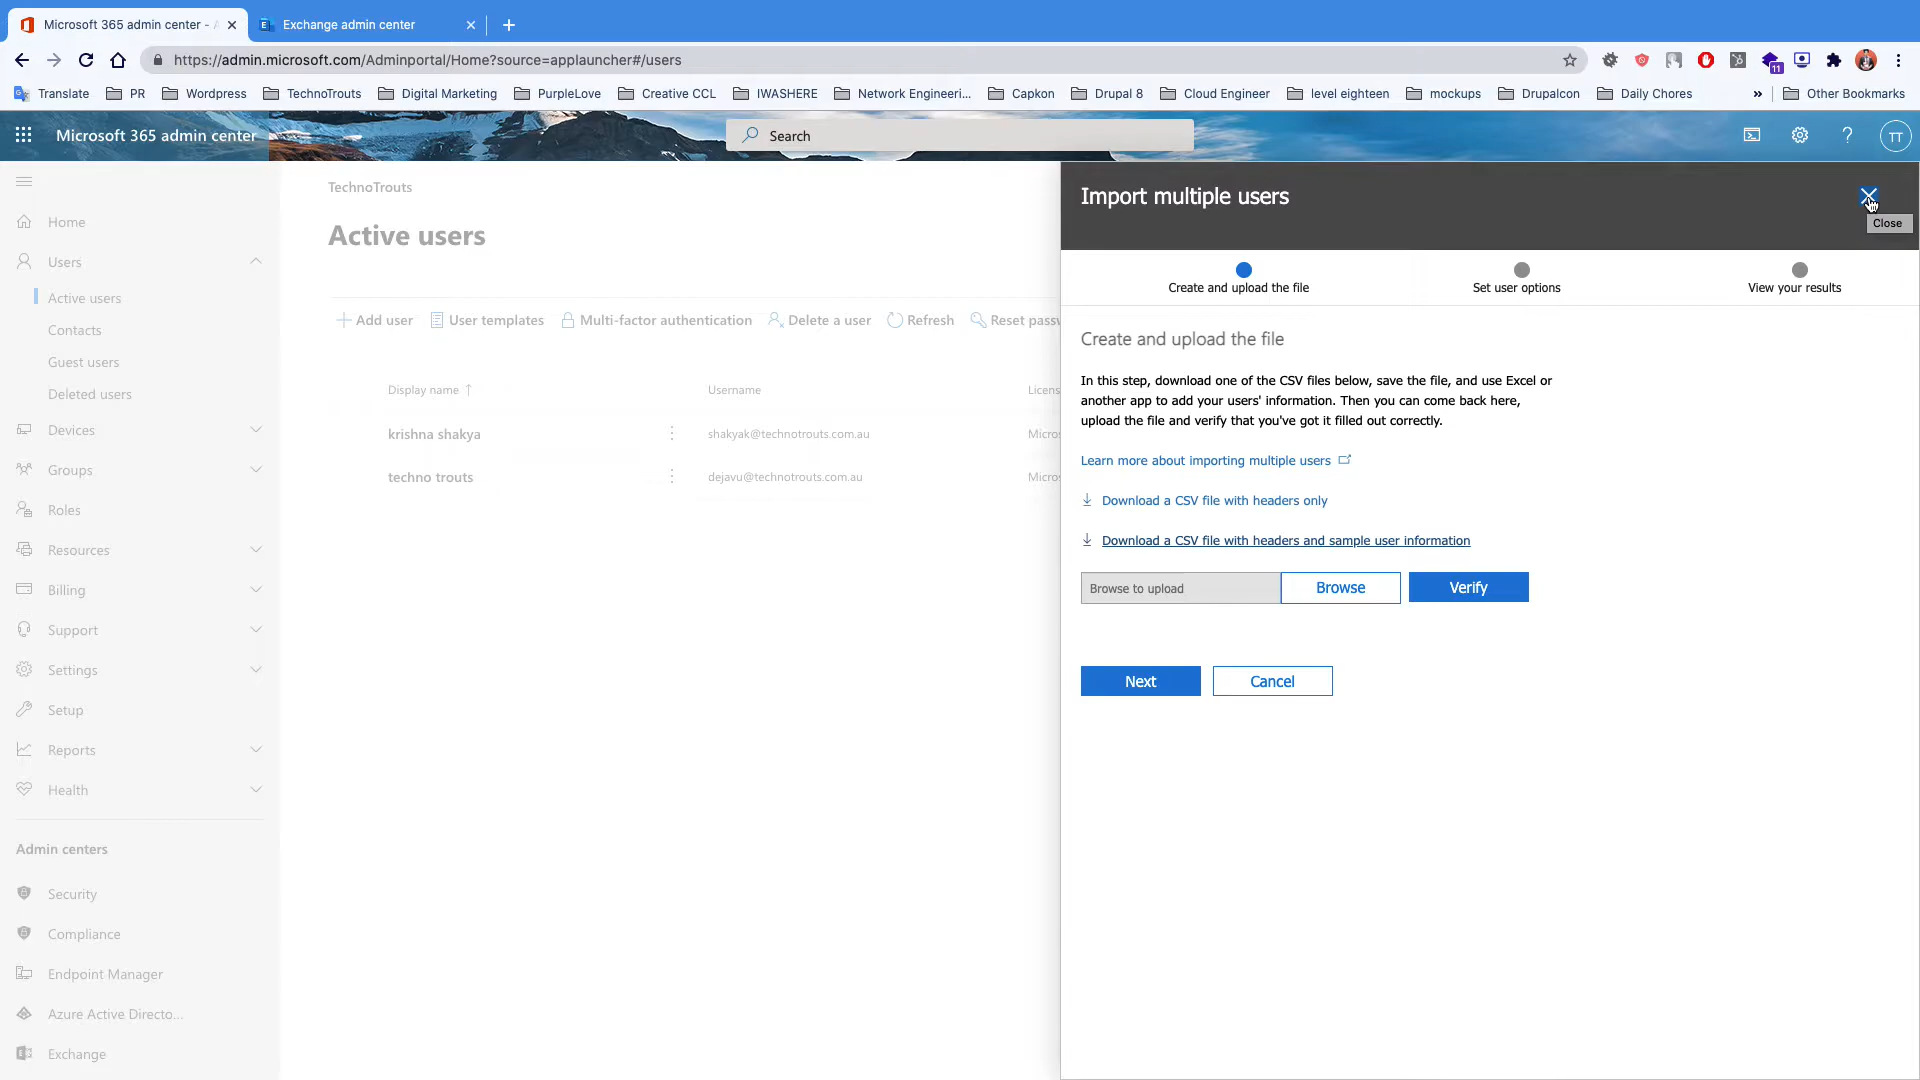 Microsoft 365 admin center - A
Exchange admin center
https://admin.microsoft.com/Adminportal/Home?source=applauncher#/users
11
Translate
PR
Wordpress
TechnoTrouts
Digital Marketing
PurpleLove
Creative CCL
IWASHERE
Network Engineeri...
Capkon
Drupal 8
Cloud Engineer
level eighteen
mockups
Drupalcon
Daily Chores
»
Other Bookmarks
Microsoft 365 admin center
Search
TT
Home
Users
Active users
Contacts
Guest users
Deleted users
Devices
Groups
Roles
Resources
Billing
Support
Settings
Setup
Reports
Health
Admin centers
Security
Compliance
Endpoint Manager
Azure Active Directo...
Exchange
TechnoTrouts
Active users
Add user
User templates
Multi-factor authentication
Delete a user
Refresh
Reset passw
Display name ↑
Username
Licens
krishna shakya
shakyak@technotrouts.com.au
Micros
techno trouts
dejavu@technotrouts.com.au
Micros
Import multiple users
Close
Create and upload the file
Set user options
View your results
Create and upload the file
In this step, download one of the CSV files below, save the file, and use Excel or
another app to add your users' information. Then you can come back here,
upload the file and verify that you've got it filled out correctly.
Learn more about importing multiple users
Download a CSV file with headers only
Download a CSV file with headers and sample user information
Browse to upload
Browse
Verify
Next
Cancel